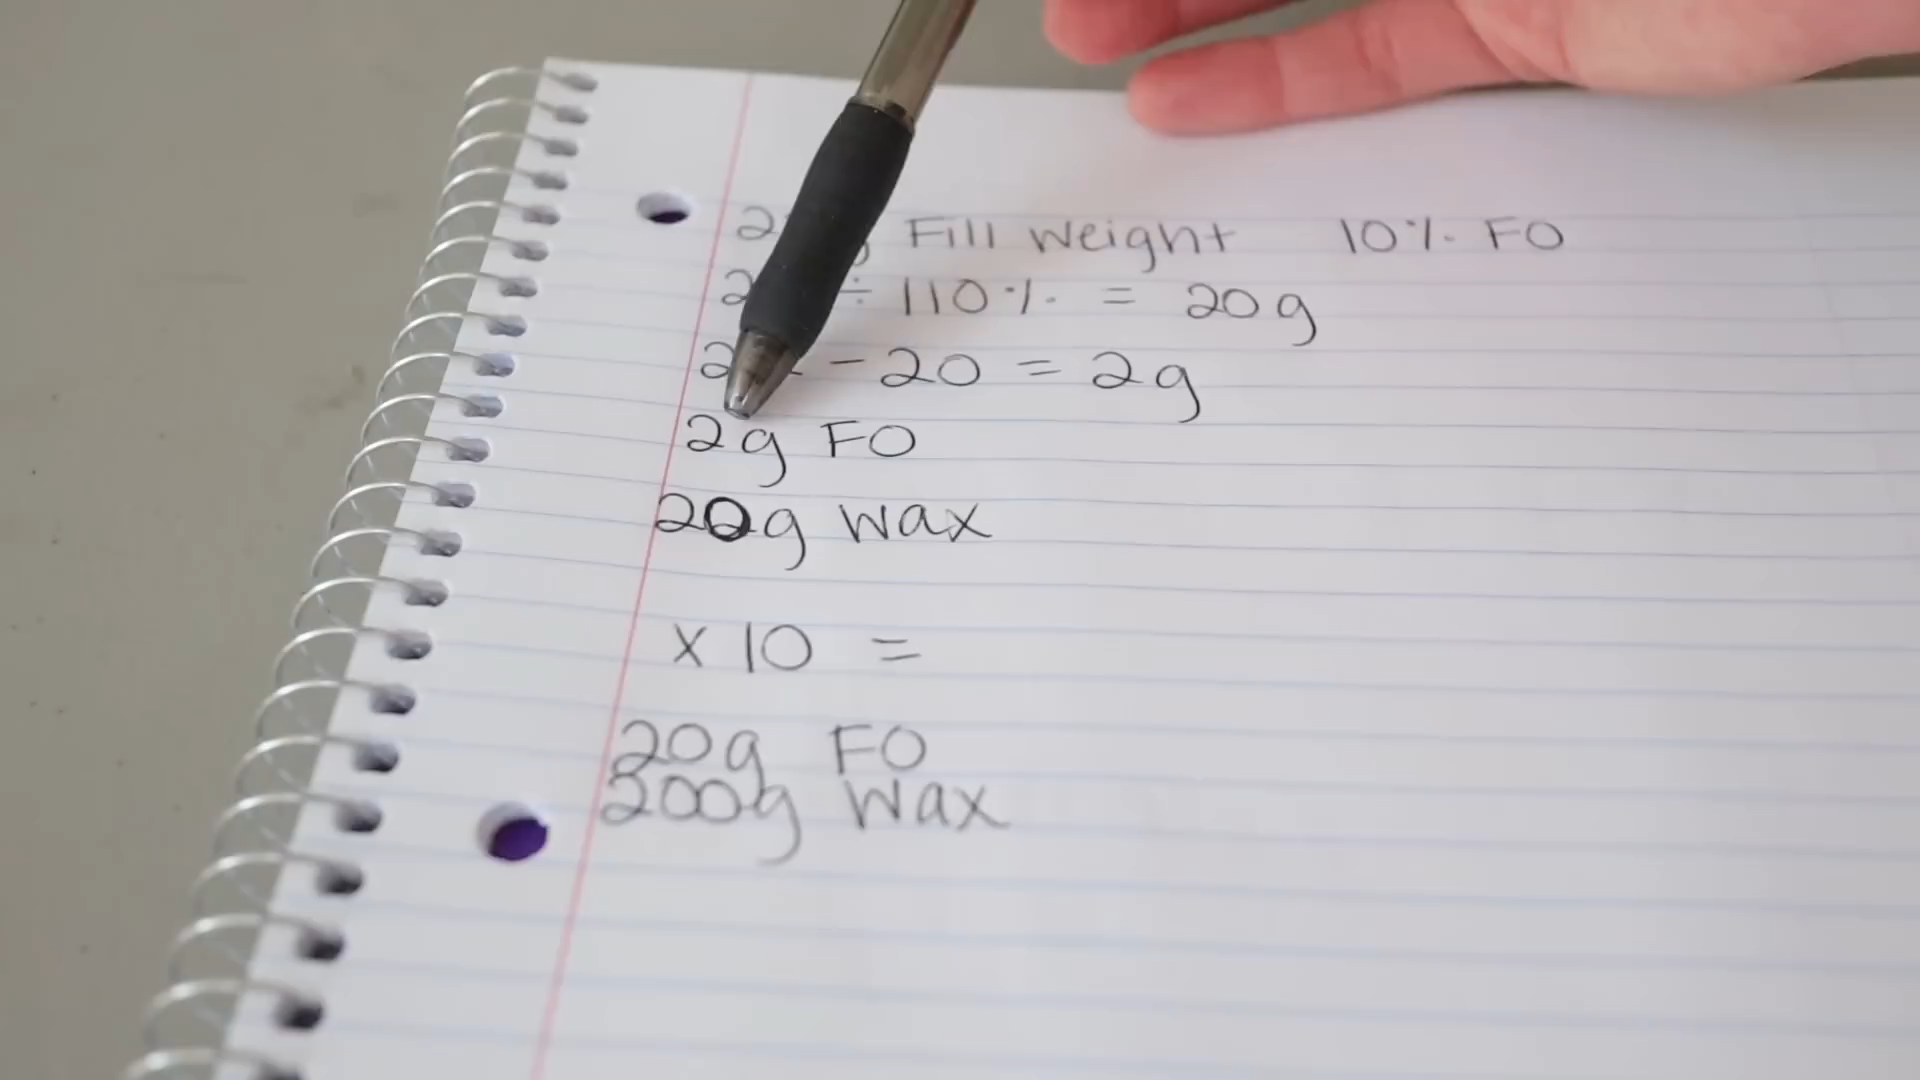 Fill Weight 10% FO
÷ 110% = 20g
- 20 = 2g
2g FO
20g wax
x 10 =
20g FO
200g Wax